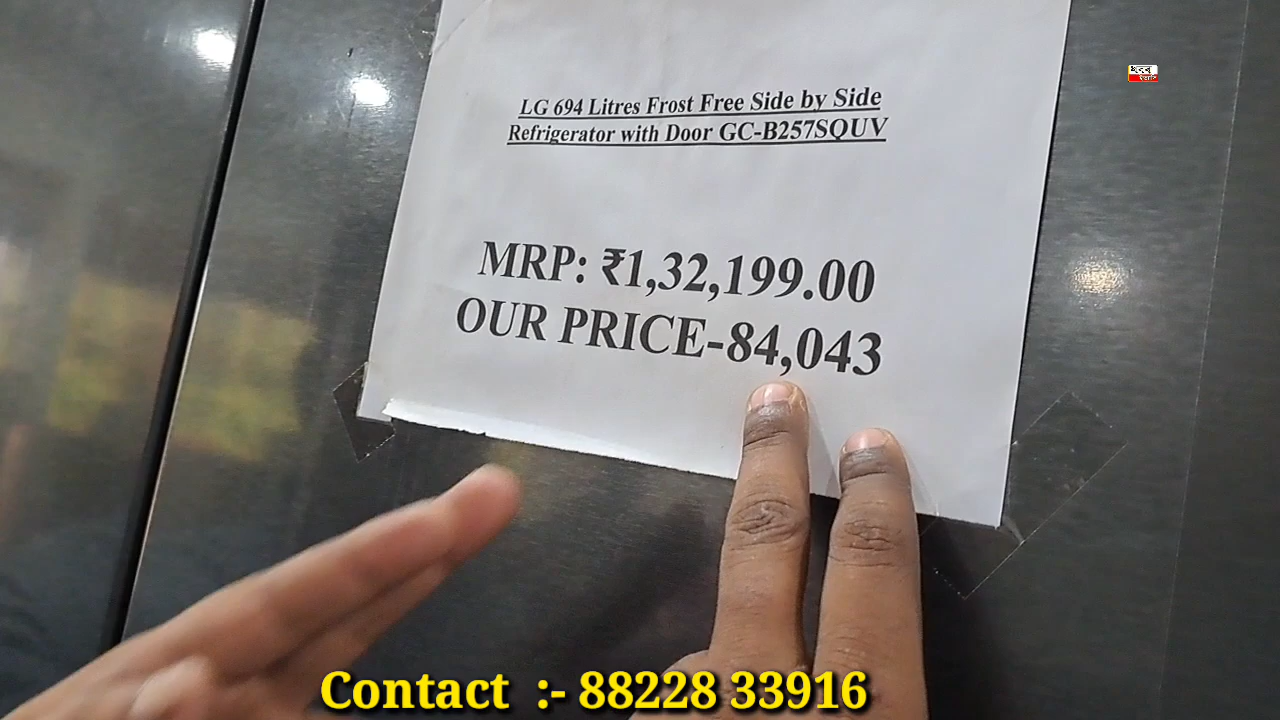 LG 694 Litres Frost Free Side by Side
Refrigerator with Door GC-B257SQUV
MRP: ₹1,32,199.00
OUR PRICE-84,043
Contact :- 88228 33916